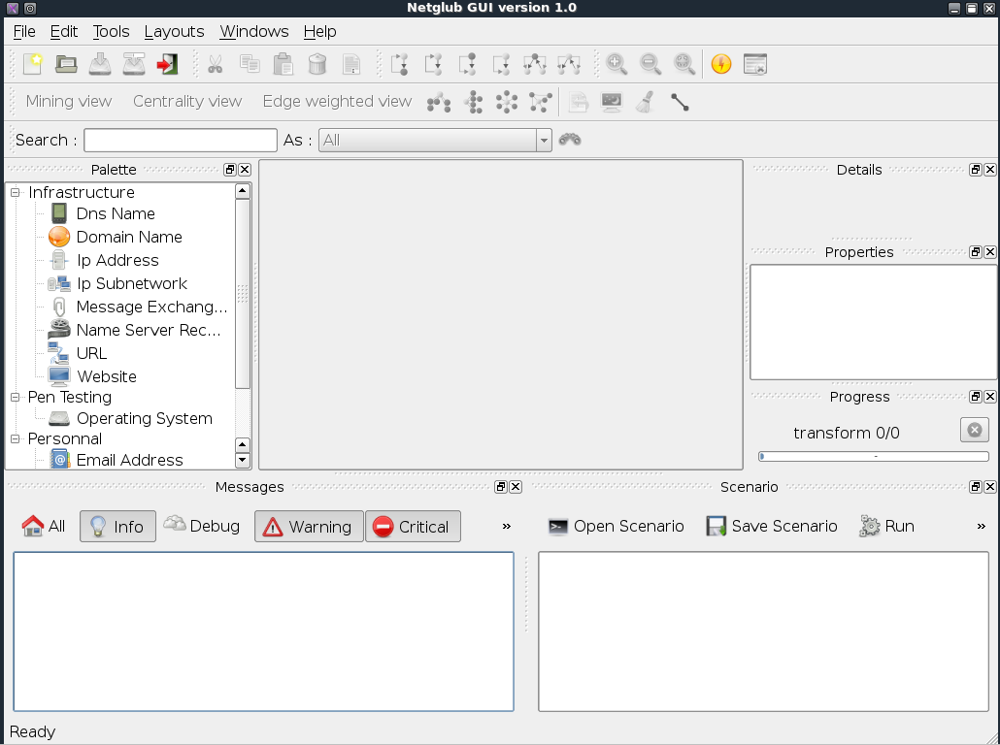 Netglub GUI version 1.0
File Edit Tools Layouts Windows Help
Mining view Centrality view Edge weighted view
Search : As : All
Palette
Infrastructure
Dns Name
Domain Name
Ip Address
Ip Subnetwork
Message Exchang...
Name Server Rec...
URL
Website
Pen Testing
Operating System
Personnal
@ Email Address
Details
Properties
Progress
transform 0/0
-
Messages
All Info Debug Warning Critical »
Scenario
Open Scenario Save Scenario Run »
Ready